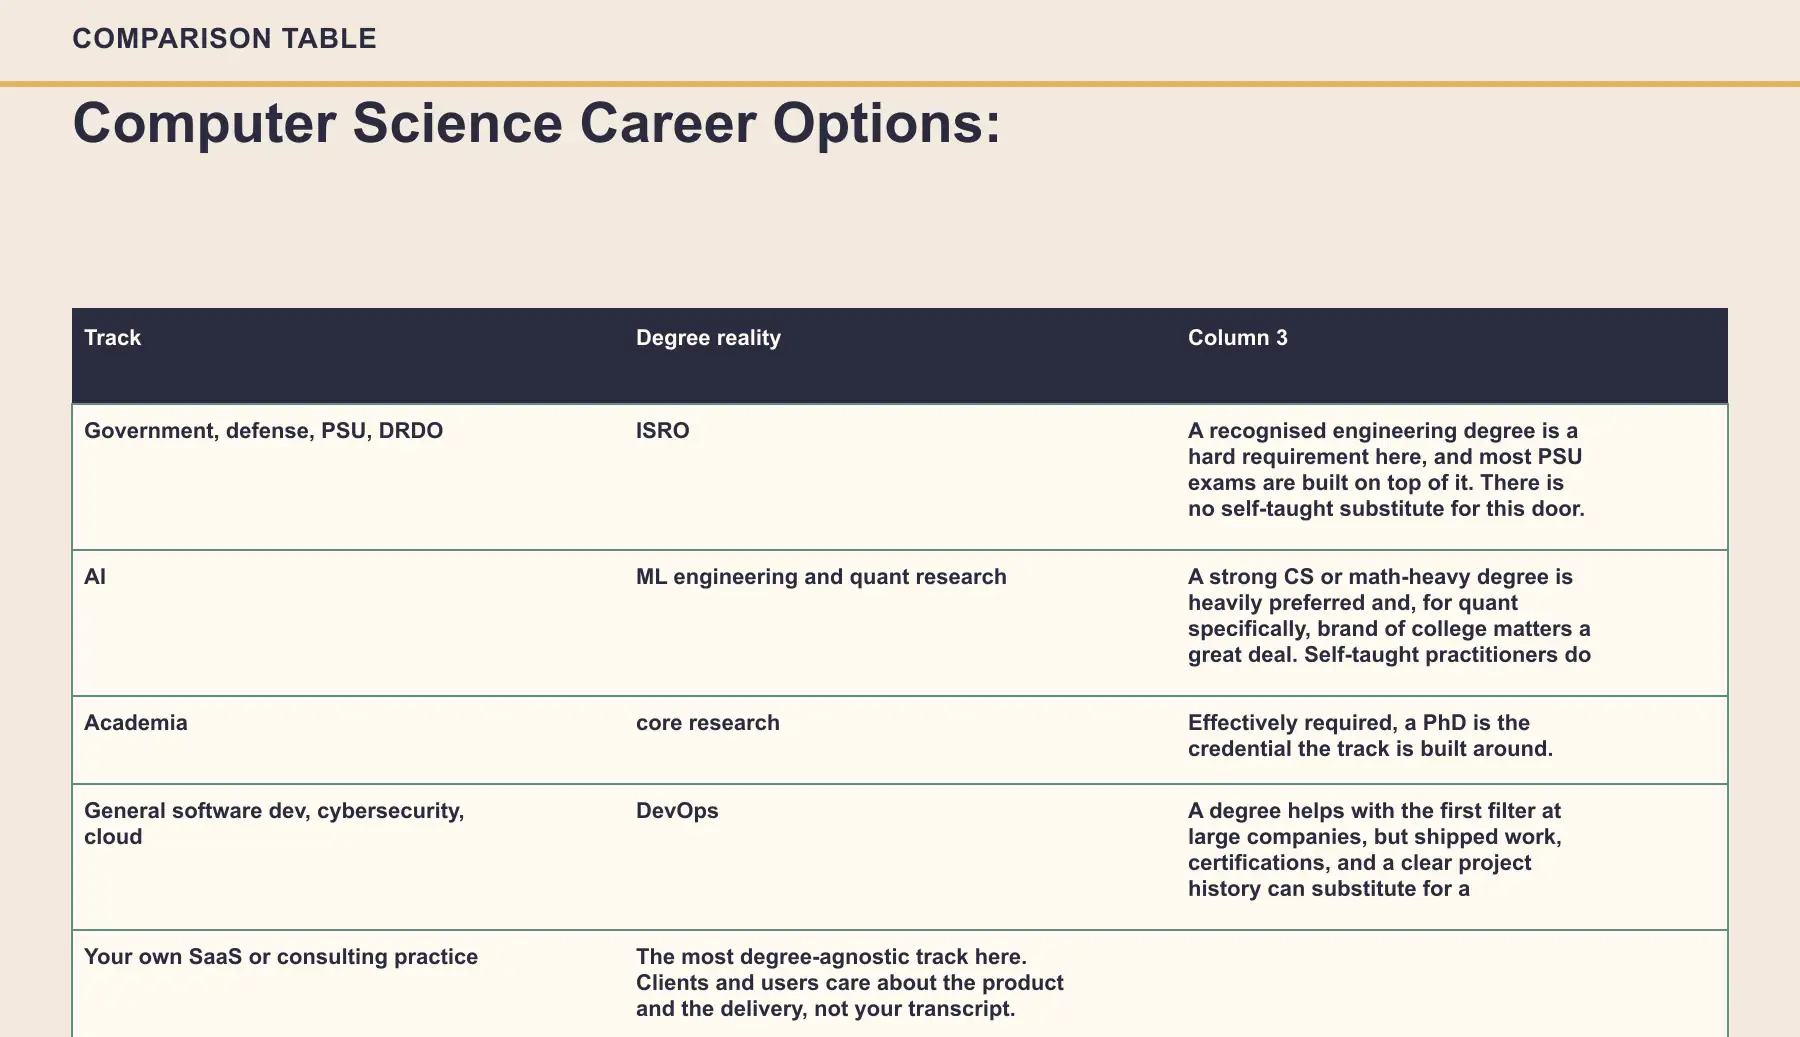 COMPARISON TABLE
Computer Science Career Options:
Track
Degree reality
Column 3
Government, defense, PSU, DRDO
ISRO
A recognised engineering degree is a
hard requirement here, and most PSU
exams are built on top of it. There is
no self-taught substitute for this door.
AI
ML engineering and quant research
A strong CS or math-heavy degree is
heavily preferred and, for quant
specifically, brand of college matters a
great deal. Self-taught practitioners do
Academia
core research
Effectively required, a PhD is the
credential the track is built around.
General software dev, cybersecurity,
cloud
DevOps
A degree helps with the first filter at
large companies, but shipped work,
certifications, and a clear project
history can substitute for a
Your own SaaS or consulting practice
The most degree-agnostic track here.
Clients and users care about the product
and the delivery, not your transcript.